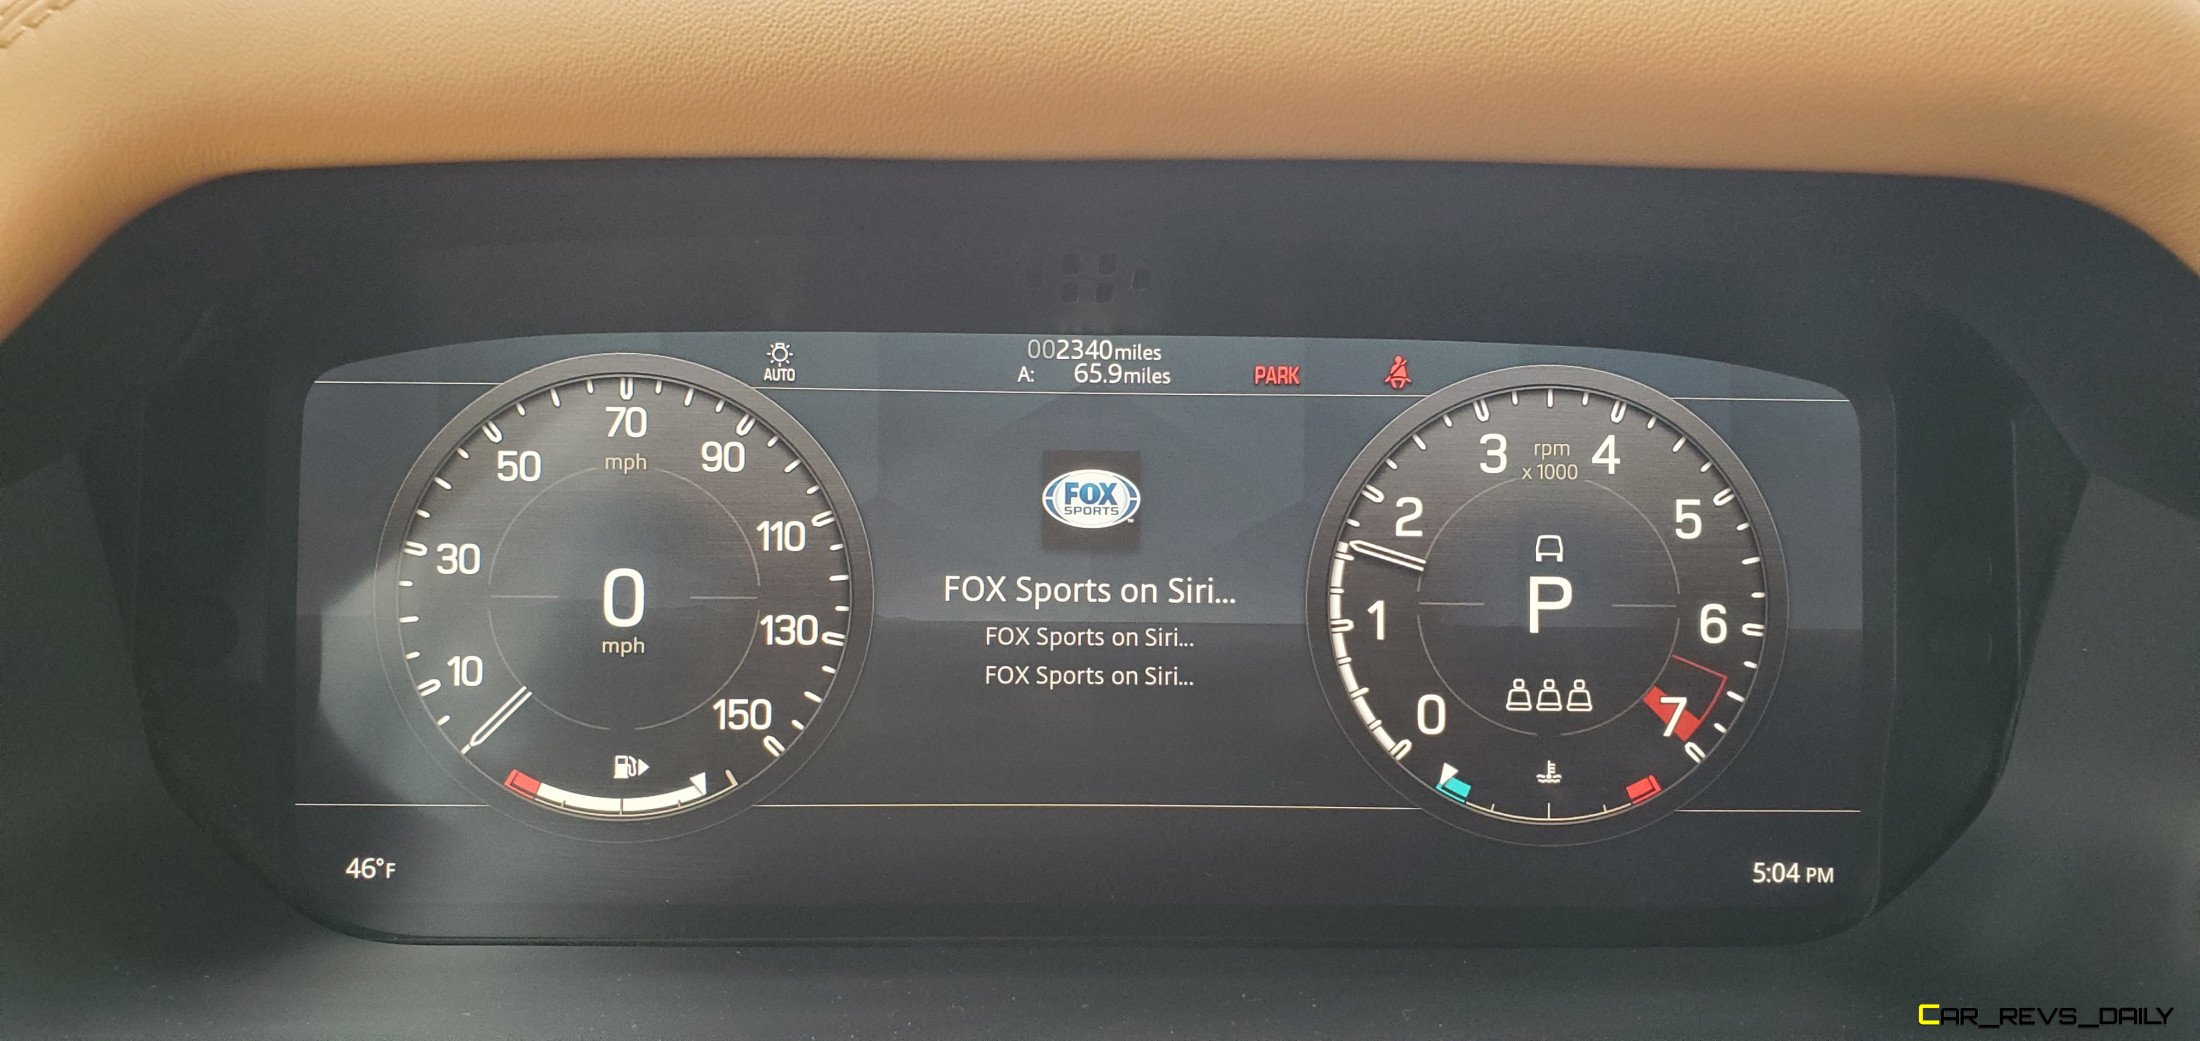 002340miles
A: 65.9miles
AUTO
PARK
70
mph
50
90
30
110
10
130
150
0
mph
FOX
SPORTS
™
FOX Sports on Siri...
FOX Sports on Siri...
FOX Sports on Siri...
rpm
x 1000
3
4
2
5
1
6
0
7
P
46°F
5:04 PM
CAR_REVS_DAILY